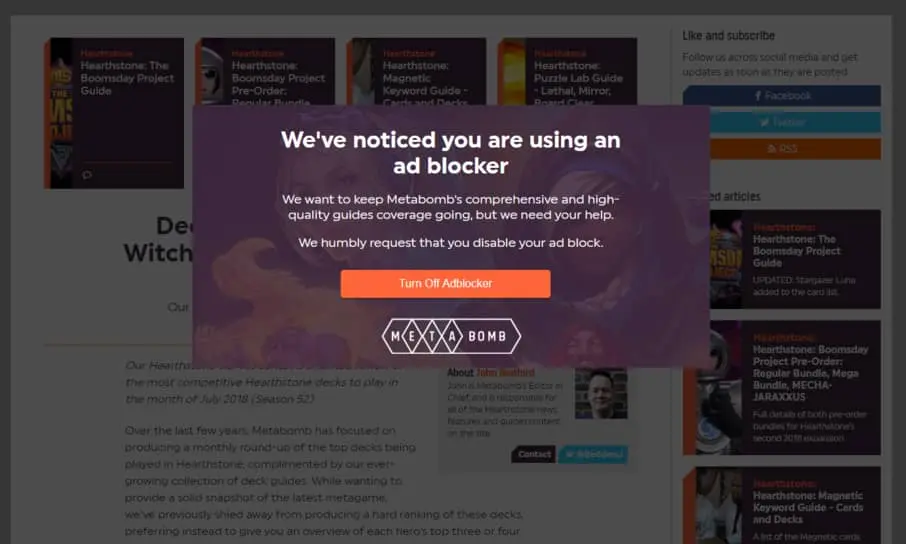 Hearthstone
Hearthstone: The
Boomsday Project
Guide
Hearthstone
Hearthstone:
Boomsday Project
Pre-Order:
Regular Bundle,
Hearthstone
Hearthstone:
Magnetic
Keyword Guide -
Cards and Decks
Hearthstone
Hearthstone:
Puzzle Lab Guide
- Lethal, Mirror,
Board Clear,
Like and subscribe
Follow us across social media and get
updates as soon as they are posted
Facebook
Twitter
RSS
We've noticed you are using an
ad blocker
We want to keep Metabomb's comprehensive and high-
quality guides coverage going, but we need your help.
We humbly request that you disable your ad block.
Turn Off Adblocker
METABOMB
Witch
Our
Our Hearthstone
the most competitive Hearthstone decks to play in
the month of July 2018 (Season 52)
Over the last few years, Metabomb has focused on
producing a monthly round-up of the top decks being
played in Hearthstone, complimented by our ever-
growing collection of deck guides. While wanting to
provide a solid snapshot of the latest metagame,
we've previously shied away from producing a hard ranking of these decks,
preferring instead to give you an overview of each hero's top three or four
About John Bedford
John is Metabomb's Editor in
Chief, and is responsible for
all of the Hearthstone news,
features and guides content
on the site.
Contact
articles
Hearthstone:
Hearthstone: The
Boomsday Project
Guide
UPDATED: Stargazer Luna
added to the card list.
Hearthstone:
Hearthstone: Boomsday
Project Pre-Order:
Regular Bundle, Mega
Bundle, MECHA-
JARAXXUS
Full details of both pre-order
bundles for Hearthstone's
second 2018 expansion
Hearthstone:
Hearthstone: Magnetic
Keyword Guide - Cards
and Decks
A list of the Magnetic cards